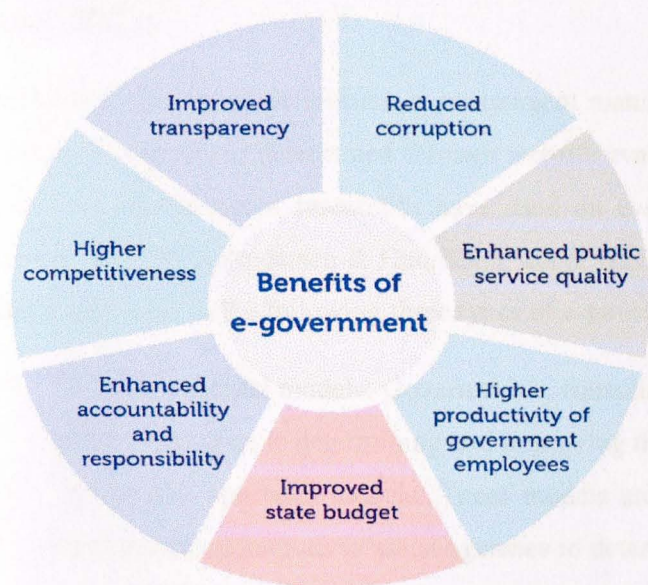 Improved
transparency
Reduced
corruption
Higher
competitiveness
Enhanced public
service quality
Benefits of
e-government
Enhanced
accountability
and
responsibility
Higher
productivity of
government
employees
Improved
state budget